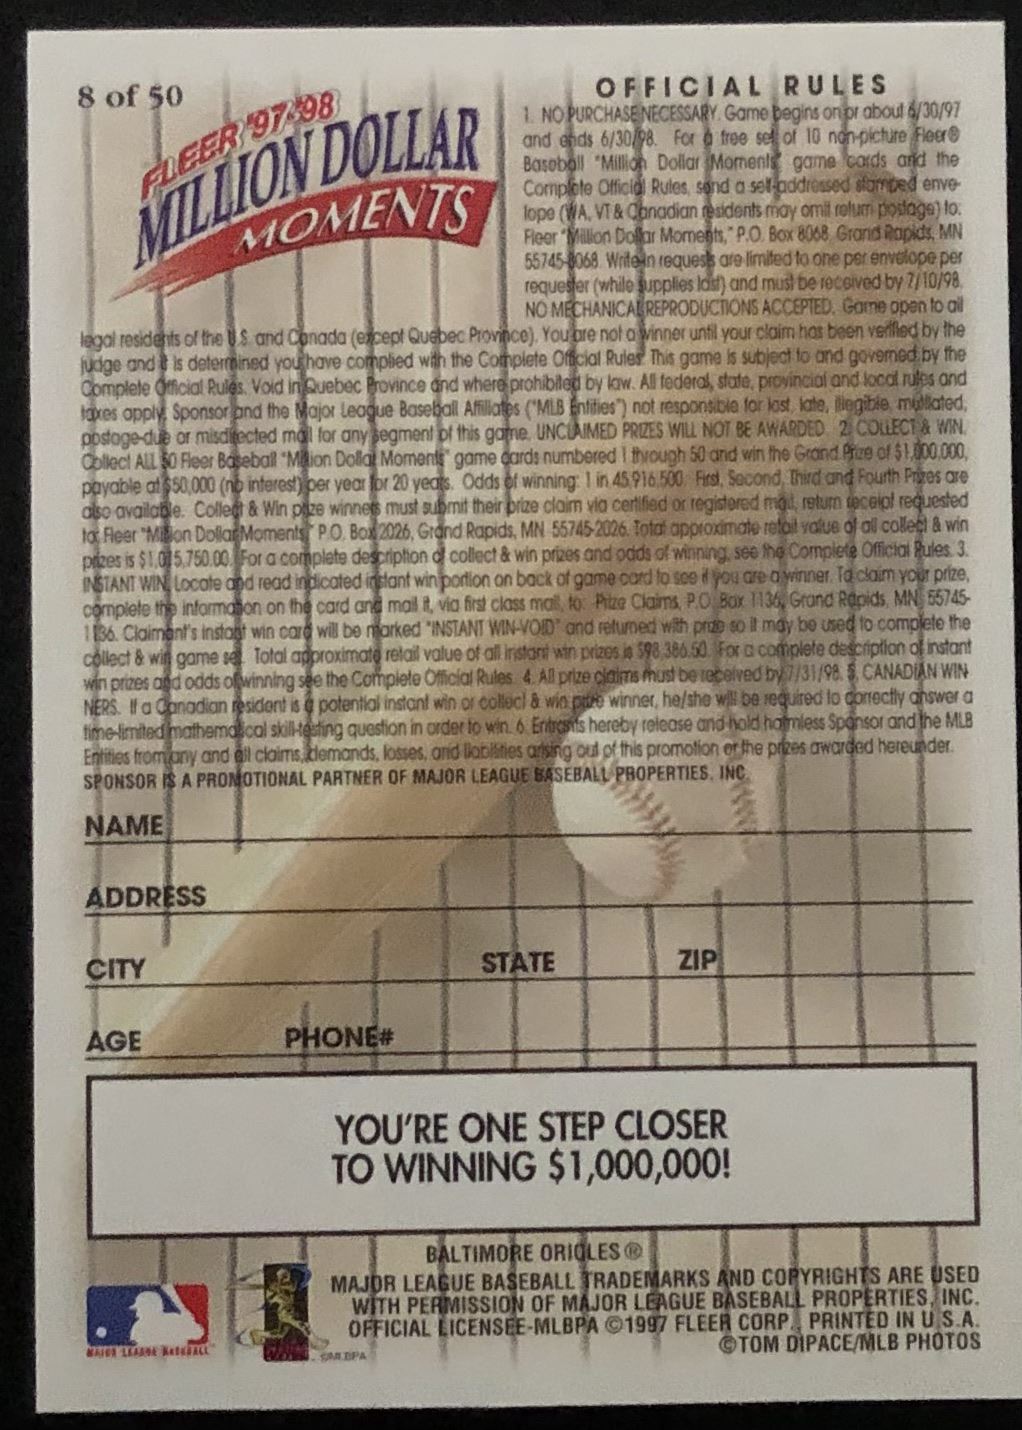 8 of 50
FLEER '97-'98
MILLION DOLLAR
MOMENTS
OFFICIAL RULES
1. NO PURCHASE NECESSARY. Game begins on or about 6/30/97
and ends 6/30/98. For a free set of 10 non-picture Fleer®
Baseball "Million Dollar Moments" game cards and the
Complete Official Rules, send a self-addressed stamped enve-
lope (WA, VT & Canadian residents may omit return postage) to:
Fleer "Million Dollar Moments," P.O. Box 8068, Grand Rapids, MN
55745-8068. Write-in requests are limited to one per envelope per
requester (while supplies last) and must be received by 7/10/98.
NO MECHANICAL REPRODUCTIONS ACCEPTED. Game open to all
legal residents of the U.S. and Canada (except Quebec Province). You are not a winner until your claim has been verified by the
judge and it is determined you have complied with the Complete Official Rules. This game is subject to and governed by the
Complete Official Rules. Void in Quebec Province and where prohibited by law. All federal, state, provincial and local rules and
taxes apply. Sponsor and the Major League Baseball Affiliates ("MLB Entities") not responsible for lost, late, illegible, mutilated,
postage-due or misdirected mail for any segment of this game. UNCLAIMED PRIZES WILL NOT BE AWARDED. 2. COLLECT & WIN.
Collect ALL 50 Fleer Baseball "Million Dollar Moments" game cards numbered 1 through 50 and win the Grand Prize of $1,000,000,
payable at $50,000 (no interest) per year for 20 years. Odds of winning: 1 in 45,916,500. First, Second, Third and Fourth Prizes are
also available. Collect & Win prize winners must submit their prize claim via certified or registered mail, return receipt requested
to: Fleer "Million Dollar Moments," P.O. Box 2026, Grand Rapids, MN 55745-2026. Total approximate retail value of all collect & win
prizes is $1,015,750.00. For a complete description of collect & win prizes and odds of winning, see the Complete Official Rules. 3.
INSTANT WIN. Locate and read indicated instant win portion on back of game card to see if you are a winner. To claim your prize,
complete the information on the card and mail it, via first class mail, to: Prize Claims, P.O. Box 1136, Grand Rapids, MN 55745-
1136. Claimant's instant win card will be marked "INSTANT WIN-VOID" and returned with prize so it may be used to complete the
collect & win game set. Total approximate retail value of all instant win prizes is $98,386.50. For a complete description of instant
win prizes and odds of winning see the Complete Official Rules. 4. All prize claims must be received by 7/31/98. 5. CANADIAN WIN-
NERS. If a Canadian resident is a potential instant win or collect & win prize winner, he/she will be required to correctly answer a
time-limited mathematical skill-testing question in order to win. 6. Entrants hereby release and hold harmless Sponsor and the MLB
Entities from any and all claims, demands, losses, and liabilities arising out of this promotion or the prizes awarded hereunder.
SPONSOR IS A PROMOTIONAL PARTNER OF MAJOR LEAGUE BASEBALL PROPERTIES, INC.
NAME
ADDRESS
CITY STATE ZIP
AGE PHONE#
YOU'RE ONE STEP CLOSER
TO WINNING $1,000,000!
BALTIMORE ORIOLES®
MAJOR LEAGUE BASEBALL TRADEMARKS AND COPYRIGHTS ARE USED
WITH PERMISSION OF MAJOR LEAGUE BASEBALL PROPERTIES, INC.
OFFICIAL LICENSEE-MLBPA ©1997 FLEER CORP., PRINTED IN U.S.A.
©TOM DIPACE/MLB PHOTOS
MAJOR LEAGUE BASEBALL
©MLBPA